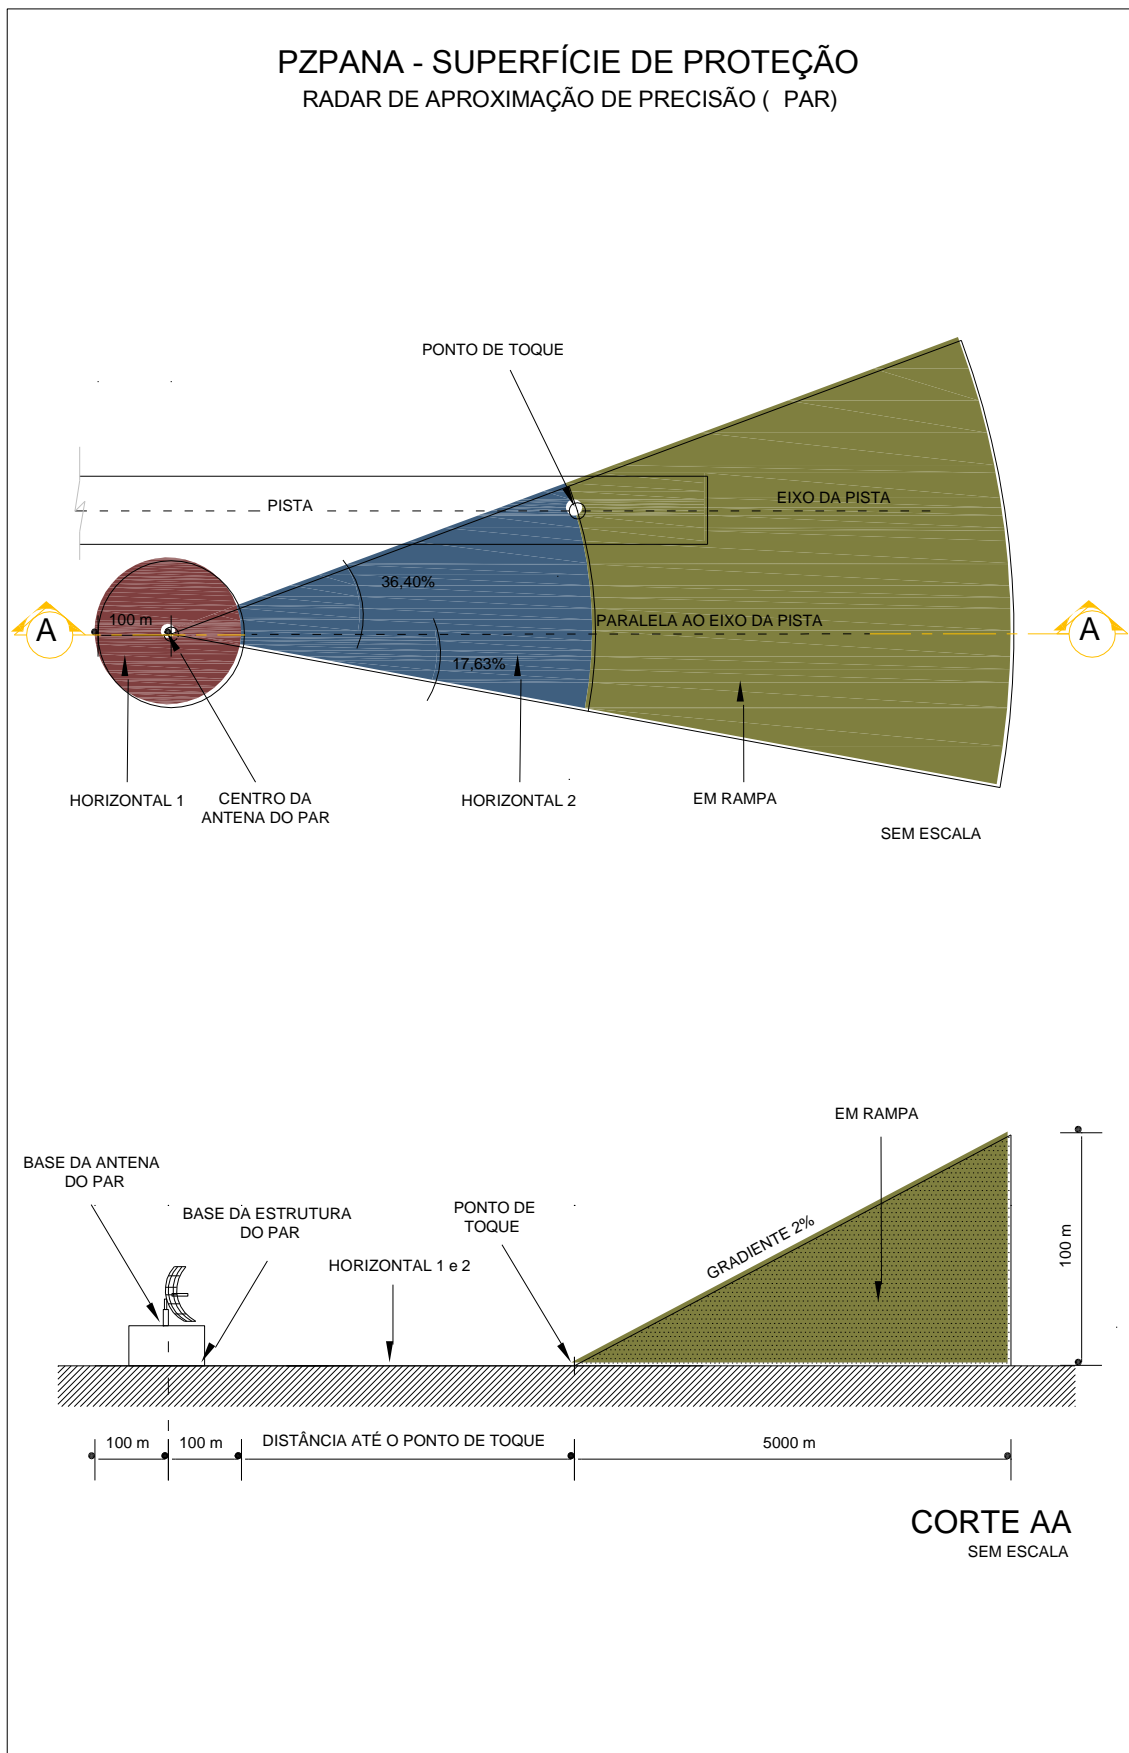 PZPANA - SUPERFÍCIE DE PROTEÇÃO
RADAR DE APROXIMAÇÃO DE PRECISÃO ( PAR)
PONTO DE TOQUE
PISTA
EIXO DA PISTA
36,40%
100 m
PARALELA AO EIXO DA PISTA
A
A
17,63%
HORIZONTAL 1
CENTRO DA
ANTENA DO PAR
HORIZONTAL 2
EM RAMPA
SEM ESCALA
EM RAMPA
BASE DA ANTENA
DO PAR
BASE DA ESTRUTURA
DO PAR
PONTO DE
TOQUE
HORIZONTAL 1 e 2
GRADIENTE 2%
100 m
100 m
100 m
DISTÂNCIA ATÉ O PONTO DE TOQUE
5000 m
CORTE AA
SEM ESCALA